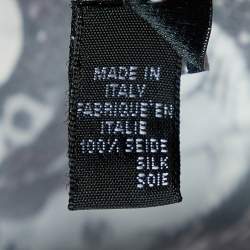 MADE IN
ITALY
FABRIQUE'EN
ITALIE
100% SEIDE
SILK
SOIE